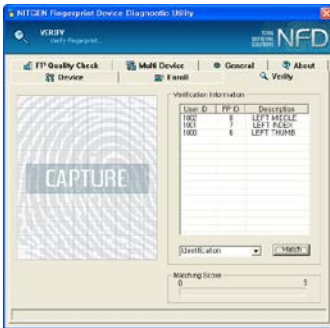 NITGEN Fingerprint Device Diagnostic Utility
VERIFY
Verify Fingerprint..
NFD
FP Quality Check Multi Device General About
Device Enroll Verify
Verification Information
User ID FP ID Description
1002 8 LEFT MIDDLE
1001 7 LEFT INDEX
1000 6 LEFT THUMB
CAPTURE
Identification Match
Matching Score
0 5